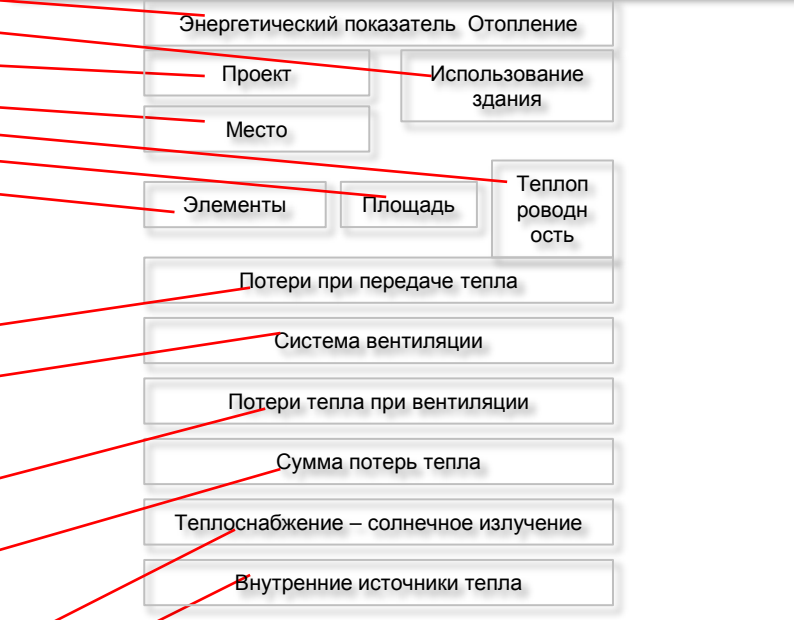 Энергетический показатель Отопление
Проект
Использование
здания
Место
Элементы
Площадь
Теплоп
роводн
ость
Потери при передаче тепла
Система вентиляции
Потери тепла при вентиляции
Сумма потерь тепла
Теплоснабжение – солнечное излучение
Внутренние источники тепла